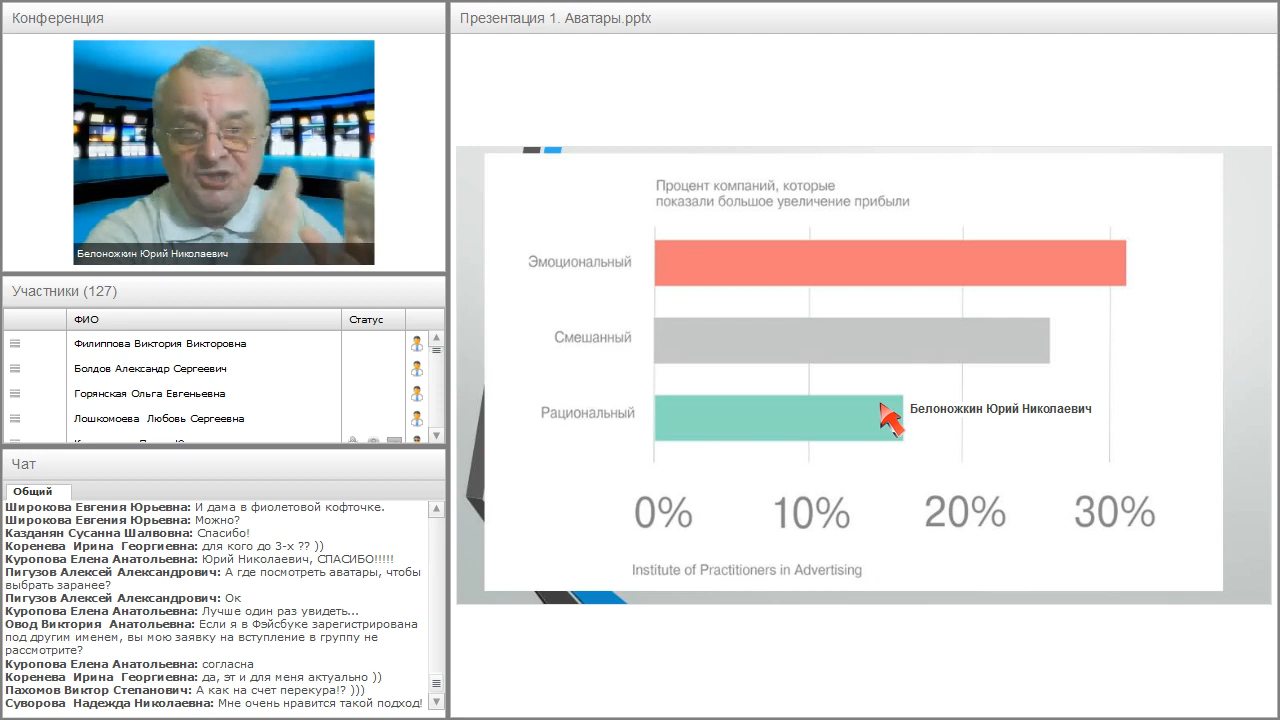 Конференция
Белоножкин Юрий Николаевич
Участники (127)
ФИО
Статус
Филиппова Виктория Викторовна
Болдов Александр Сергеевич
Горянская Ольга Евгеньевна
Лошкомоева Любовь Сергеевна
Чат
Общий
Широкова Евгения Юрьевна: И дама в фиолетовой кофточке.
Широкова Евгения Юрьевна: Можно?
Казданян Сусанна Шалвовна: Спасибо!
Коренева Ирина Георгиевна: для кого до 3-х ?? ))
Куропова Елена Анатольевна: Юрий Николаевич, СПАСИБО!!!!!
Пигузов Алексей Александрович: А где посмотреть аватары, чтобы
выбрать заранее?
Пигузов Алексей Александрович: Ок
Куропова Елена Анатольевна: Лучше один раз увидеть...
Овод Виктория Анатольевна: Если я в Фэйсбуке зарегистрирована
под другим именем, вы мою заявку на вступление в группу не
рассмотрите?
Куропова Елена Анатольевна: согласна
Коренева Ирина Георгиевна: да, эт и для меня актуально ))
Пахомов Виктор Степанович: А как на счет перекура!? )))
Суворова Надежда Николаевна: Мне очень нравится такой подход!
Презентация 1. Аватары.pptx
Процент компаний, которые
показали большое увеличение прибыли
Эмоциональный
Смешанный
Рациональный
Белоножкин Юрий Николаевич
0% 10% 20% 30%
Institute of Practitioners in Advertising